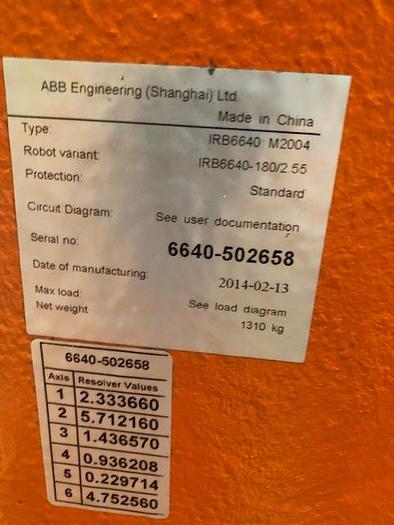 ABB Engineering (Shanghai) Ltd.
Made in China
Type: IRB6640 M2004
Robot variant: IRB6640-180/2.55
Protection: Standard
Circuit Diagram: See user documentation
Serial no: 6640-502658
Date of manufacturing: 2014-02-13
Max load: See load diagram
Net weight 1310 kg
6640-502658
Axis Resolver Values
1 2.333660
2 5.712160
3 1.436570
4 0.936208
5 0.229714
6 4.752560